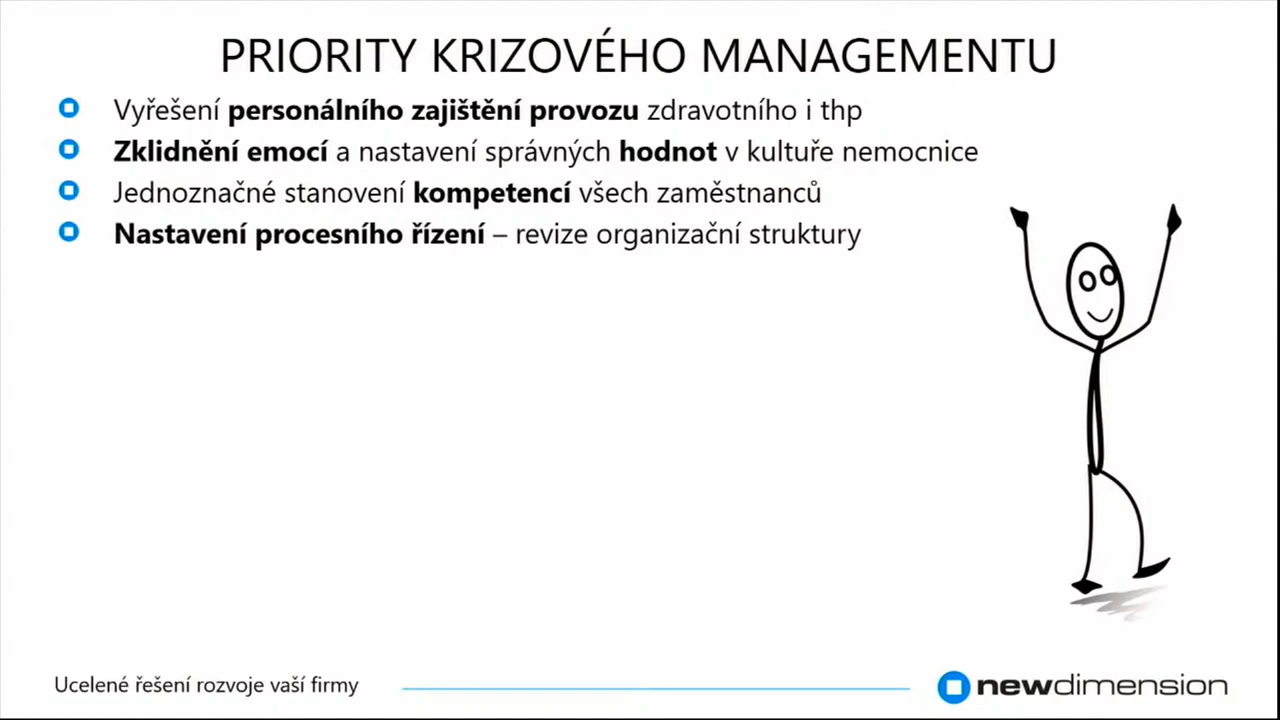 PRIORITY KRIZOVÉHO MANAGEMENTU
Vyřešení personálního zajištění provozu zdravotního i thp
Zklidnění emocí a nastavení správných hodnot v kultuře nemocnice
Jednoznačné stanovení kompetencí všech zaměstnanců
Nastavení procesního řízení – revize organizační struktury
Ucelené řešení rozvoje vaší firmy
newdimension